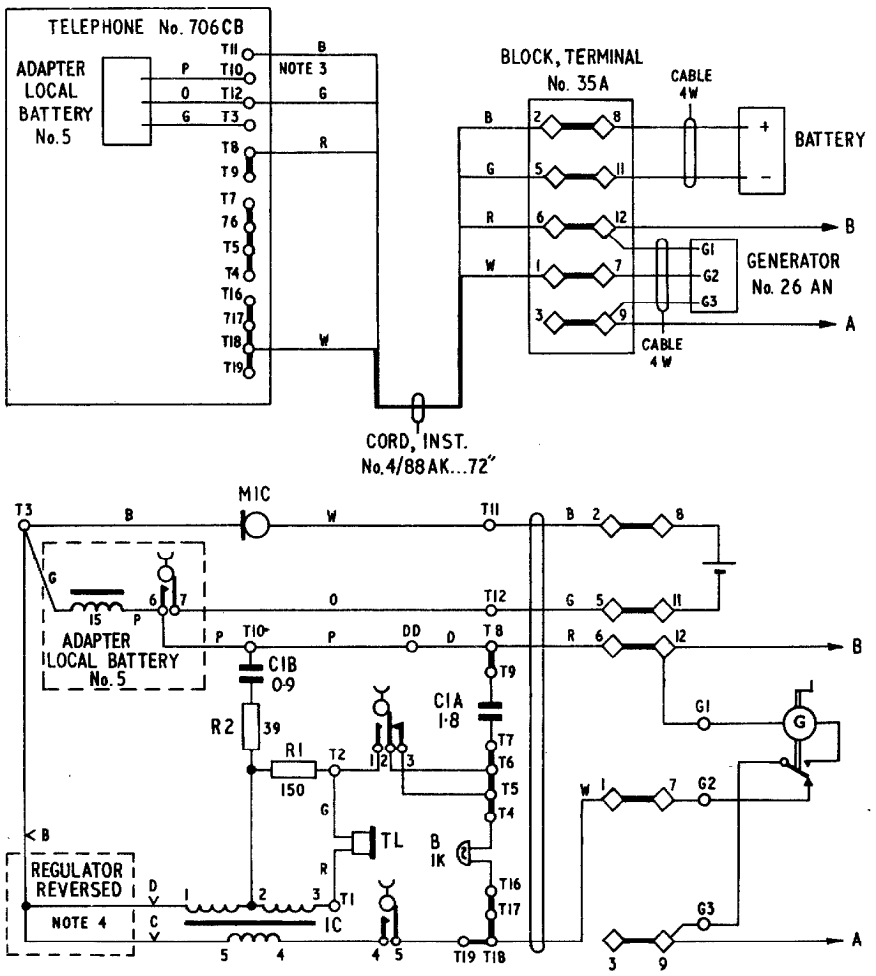 TELEPHONE No. 706CB
T11 B
ADAPTER
LOCAL
BATTERY
No.5
P T10 NOTE 3
O T12 G
G T3
T8 R
T9
T7
76
T5
T4
T16
717
T18 W
T19
CORD, INST.
No.4/88AK...72"
BLOCK, TERMINAL
No. 35A
CABLE
4W
B 2 8 + BATTERY
G 5 11 −
R 6 12 B
G1
W 1 7 G2
GENERATOR
No. 26 AN
G3
3 9 A
CABLE
4W
MIC
T3 B W T11 B 2 8
G
15 P 6 7 O T12 G 5 11
ADAPTER
LOCAL BATTERY
No.5
P T10 P DD D T8 R 6 12 B
C1B
0·9
T9
C1A
1·8
R2 39
G1 G
T7
R1
150
T2 1 2 3 T6
T5
T4
W 1 7 G2
G
TL
R
B
1K
< B
REGULATOR
REVERSED
NOTE 4
D 1 2 3 T1
1C
C
5 4 4 5
T16
T17
T19 T18
G3
3 9 A